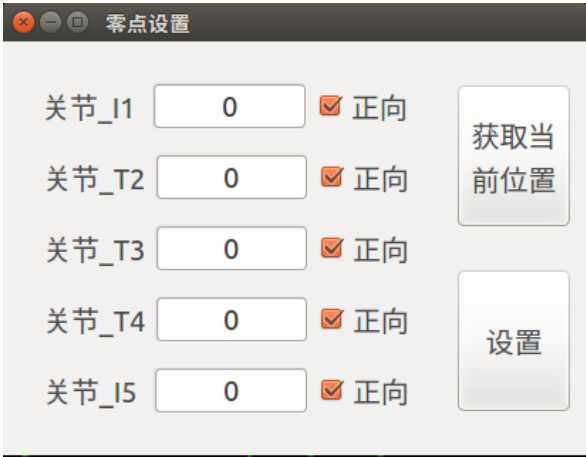 零点设置
关节_I1 0 正向
关节_T2 0 正向
关节_T3 0 正向
关节_T4 0 正向
关节_I5 0 正向
获取当
前位置
设置